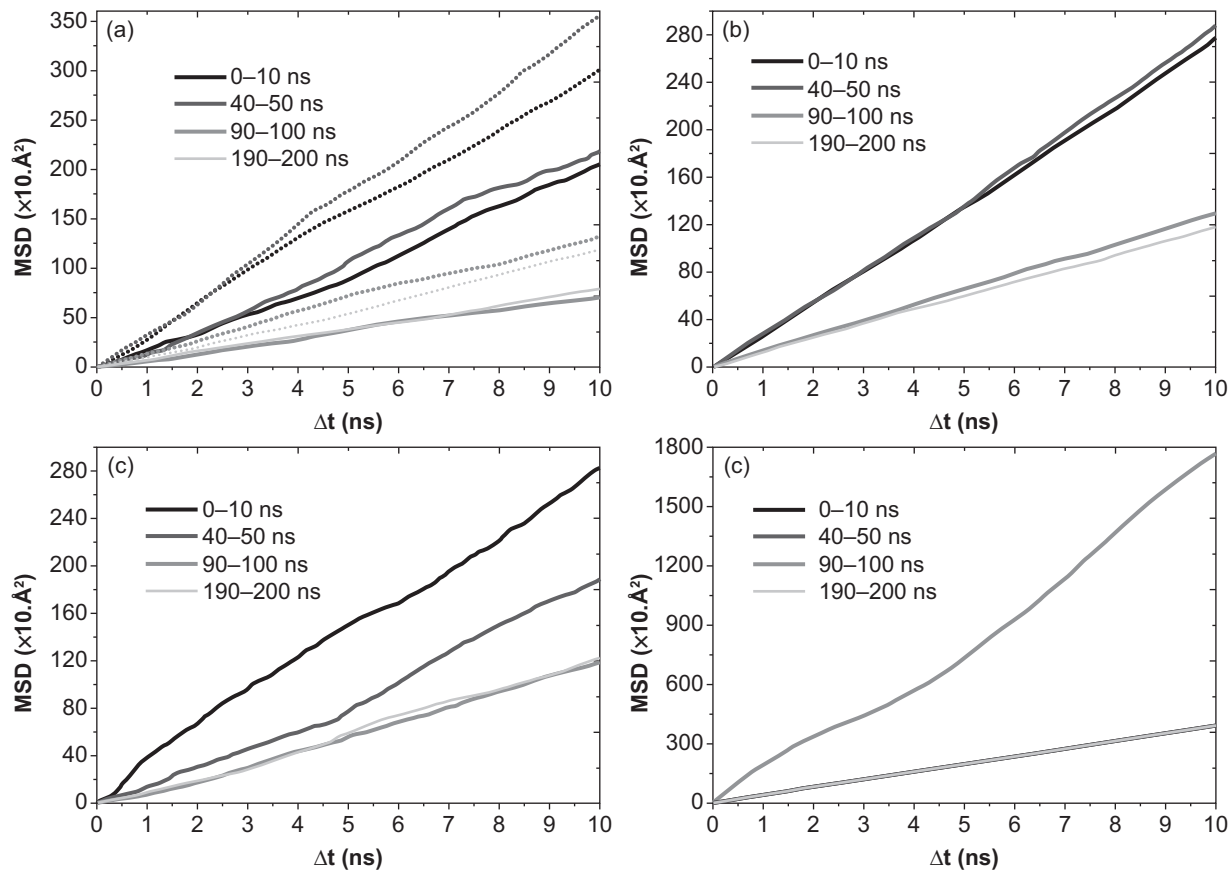 (a)
MSD (×10.Å²)
350
300
250
200
150
100
50
0
0–10 ns
40–50 ns
90–100 ns
190–200 ns
0 1 2 3 4 5 6 7 8 9 10
Δt (ns)
(b)
MSD (×10.Å²)
280
240
200
160
120
80
40
0
0–10 ns
40–50 ns
90–100 ns
190–200 ns
0 1 2 3 4 5 6 7 8 9 10
Δt (ns)
(c)
MSD (×10.Å²)
280
240
200
160
120
80
40
0
0–10 ns
40–50 ns
90–100 ns
190–200 ns
0 1 2 3 4 5 6 7 8 9 10
Δt (ns)
(c)
MSD (×10.Å²)
1800
1500
1200
900
600
300
0
0–10 ns
40–50 ns
90–100 ns
190–200 ns
0 1 2 3 4 5 6 7 8 9 10
Δt (ns)